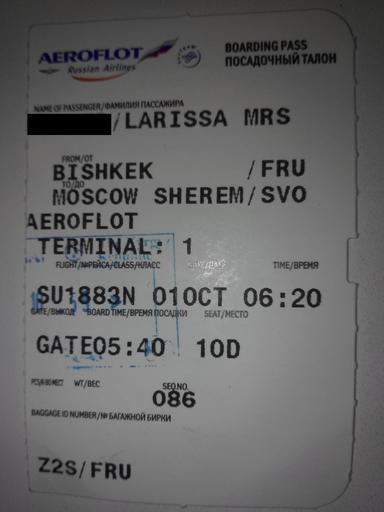 AEROFLOT
Russian Airlines
BOARDING PASS
ПОСАДОЧНЫЙ ТАЛОН
NAME OF PASSENGER/ФАМИЛИЯ ПАССАЖИРА
/LARISSA MRS
FROM/ОТ
BISHKEK /FRU
TO/ДО
MOSCOW SHEREM/SVO
AEROFLOT
TERMINAL: 1
FLIGHT/№РЕЙСА/CLASS/КЛАСС TIME/ВРЕМЯ
SU1883N 01OCT 06:20
GATE/ВЫХОД BOARD TIME/ВРЕМЯ ПОСАДКИ SEAT/МЕСТО
GATE05:40 10D
WT/ВЕС SEQ.NO.
086
BAGGAGE ID NUMBER/№ БАГАЖНОЙ БИРКИ
Z2S/FRU